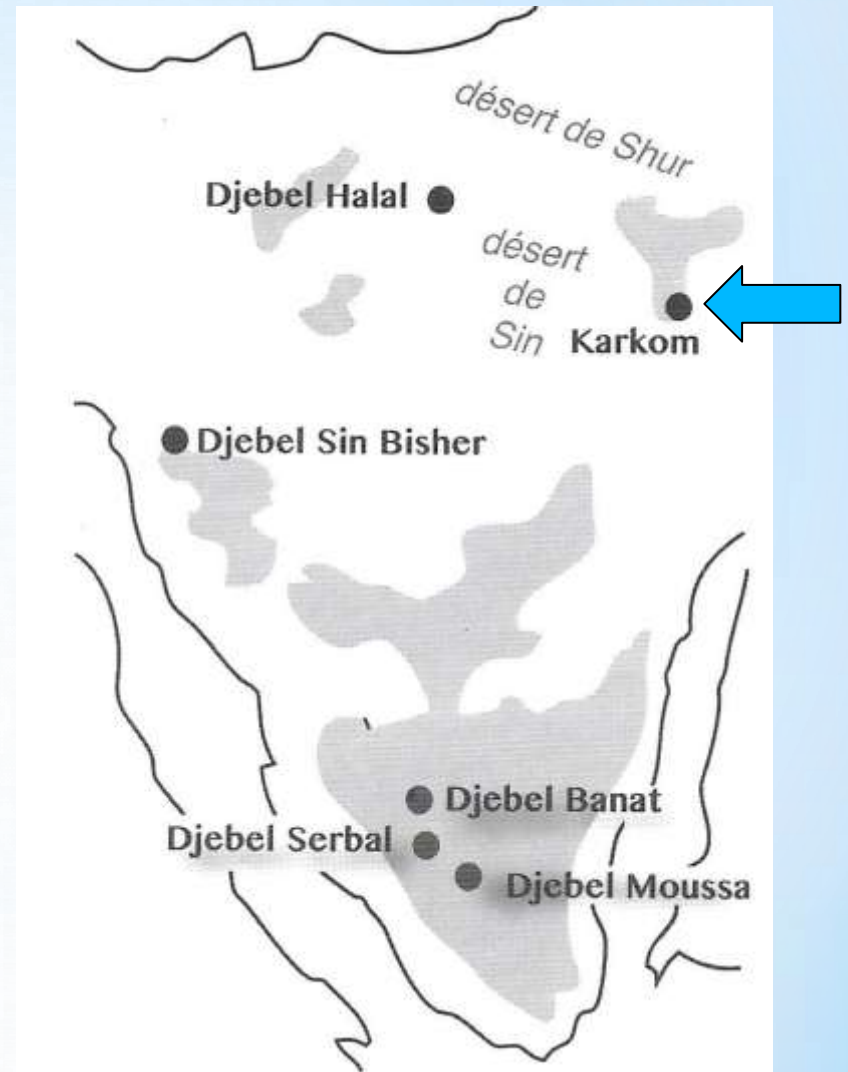 désert de Shur
Djebel Halal
désert
de
Sin
Karkom
Djebel Sin Bisher
Djebel Banat
Djebel Serbal
Djebel Moussa